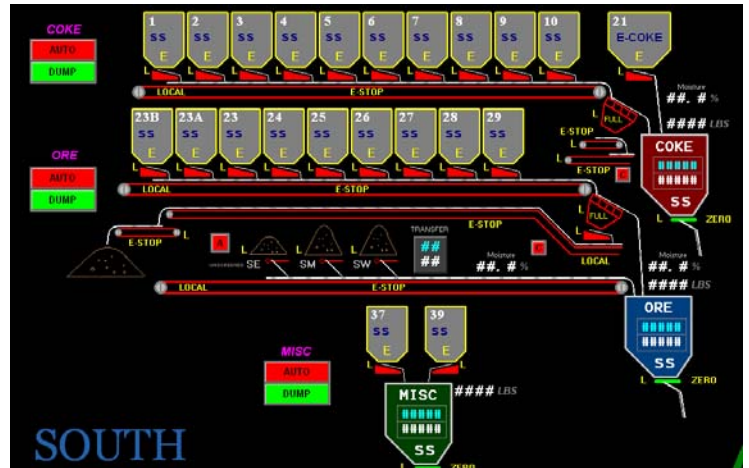 COKE
AUTO
DUMP
1 2 3 4 5 6 7 8 9 10 21
SS SS SS SS SS SS SS SS SS SS E-COKE
E E E E E E E E E E E
L L L L L L L L L L L
LOCAL E-STOP
Moisture
##.# %
#### LBS
L FULL
E-STOP L
E-STOP
C
COKE
#####
#####
SS
L ZERO
ORE
AUTO
DUMP
23B 23A 23 24 25 26 27 28 29
SS SS SS SS SS SS SS SS SS
E E E E E E E E E
L L L L L L L L L
LOCAL E-STOP
L FULL
E-STOP
L
LOCAL
E-STOP L
A
SE SM SW
TRANSFER
##
##
Moisture
##.# %
C
Moisture
##.# %
#### LBS
LOCAL E-STOP L
ORE
#####
#####
SS
L ZERO
MISC
AUTO
DUMP
37 39
SS SS
E E
L L
#### LBS
MISC
#####
#####
SS
L ZERO
SOUTH